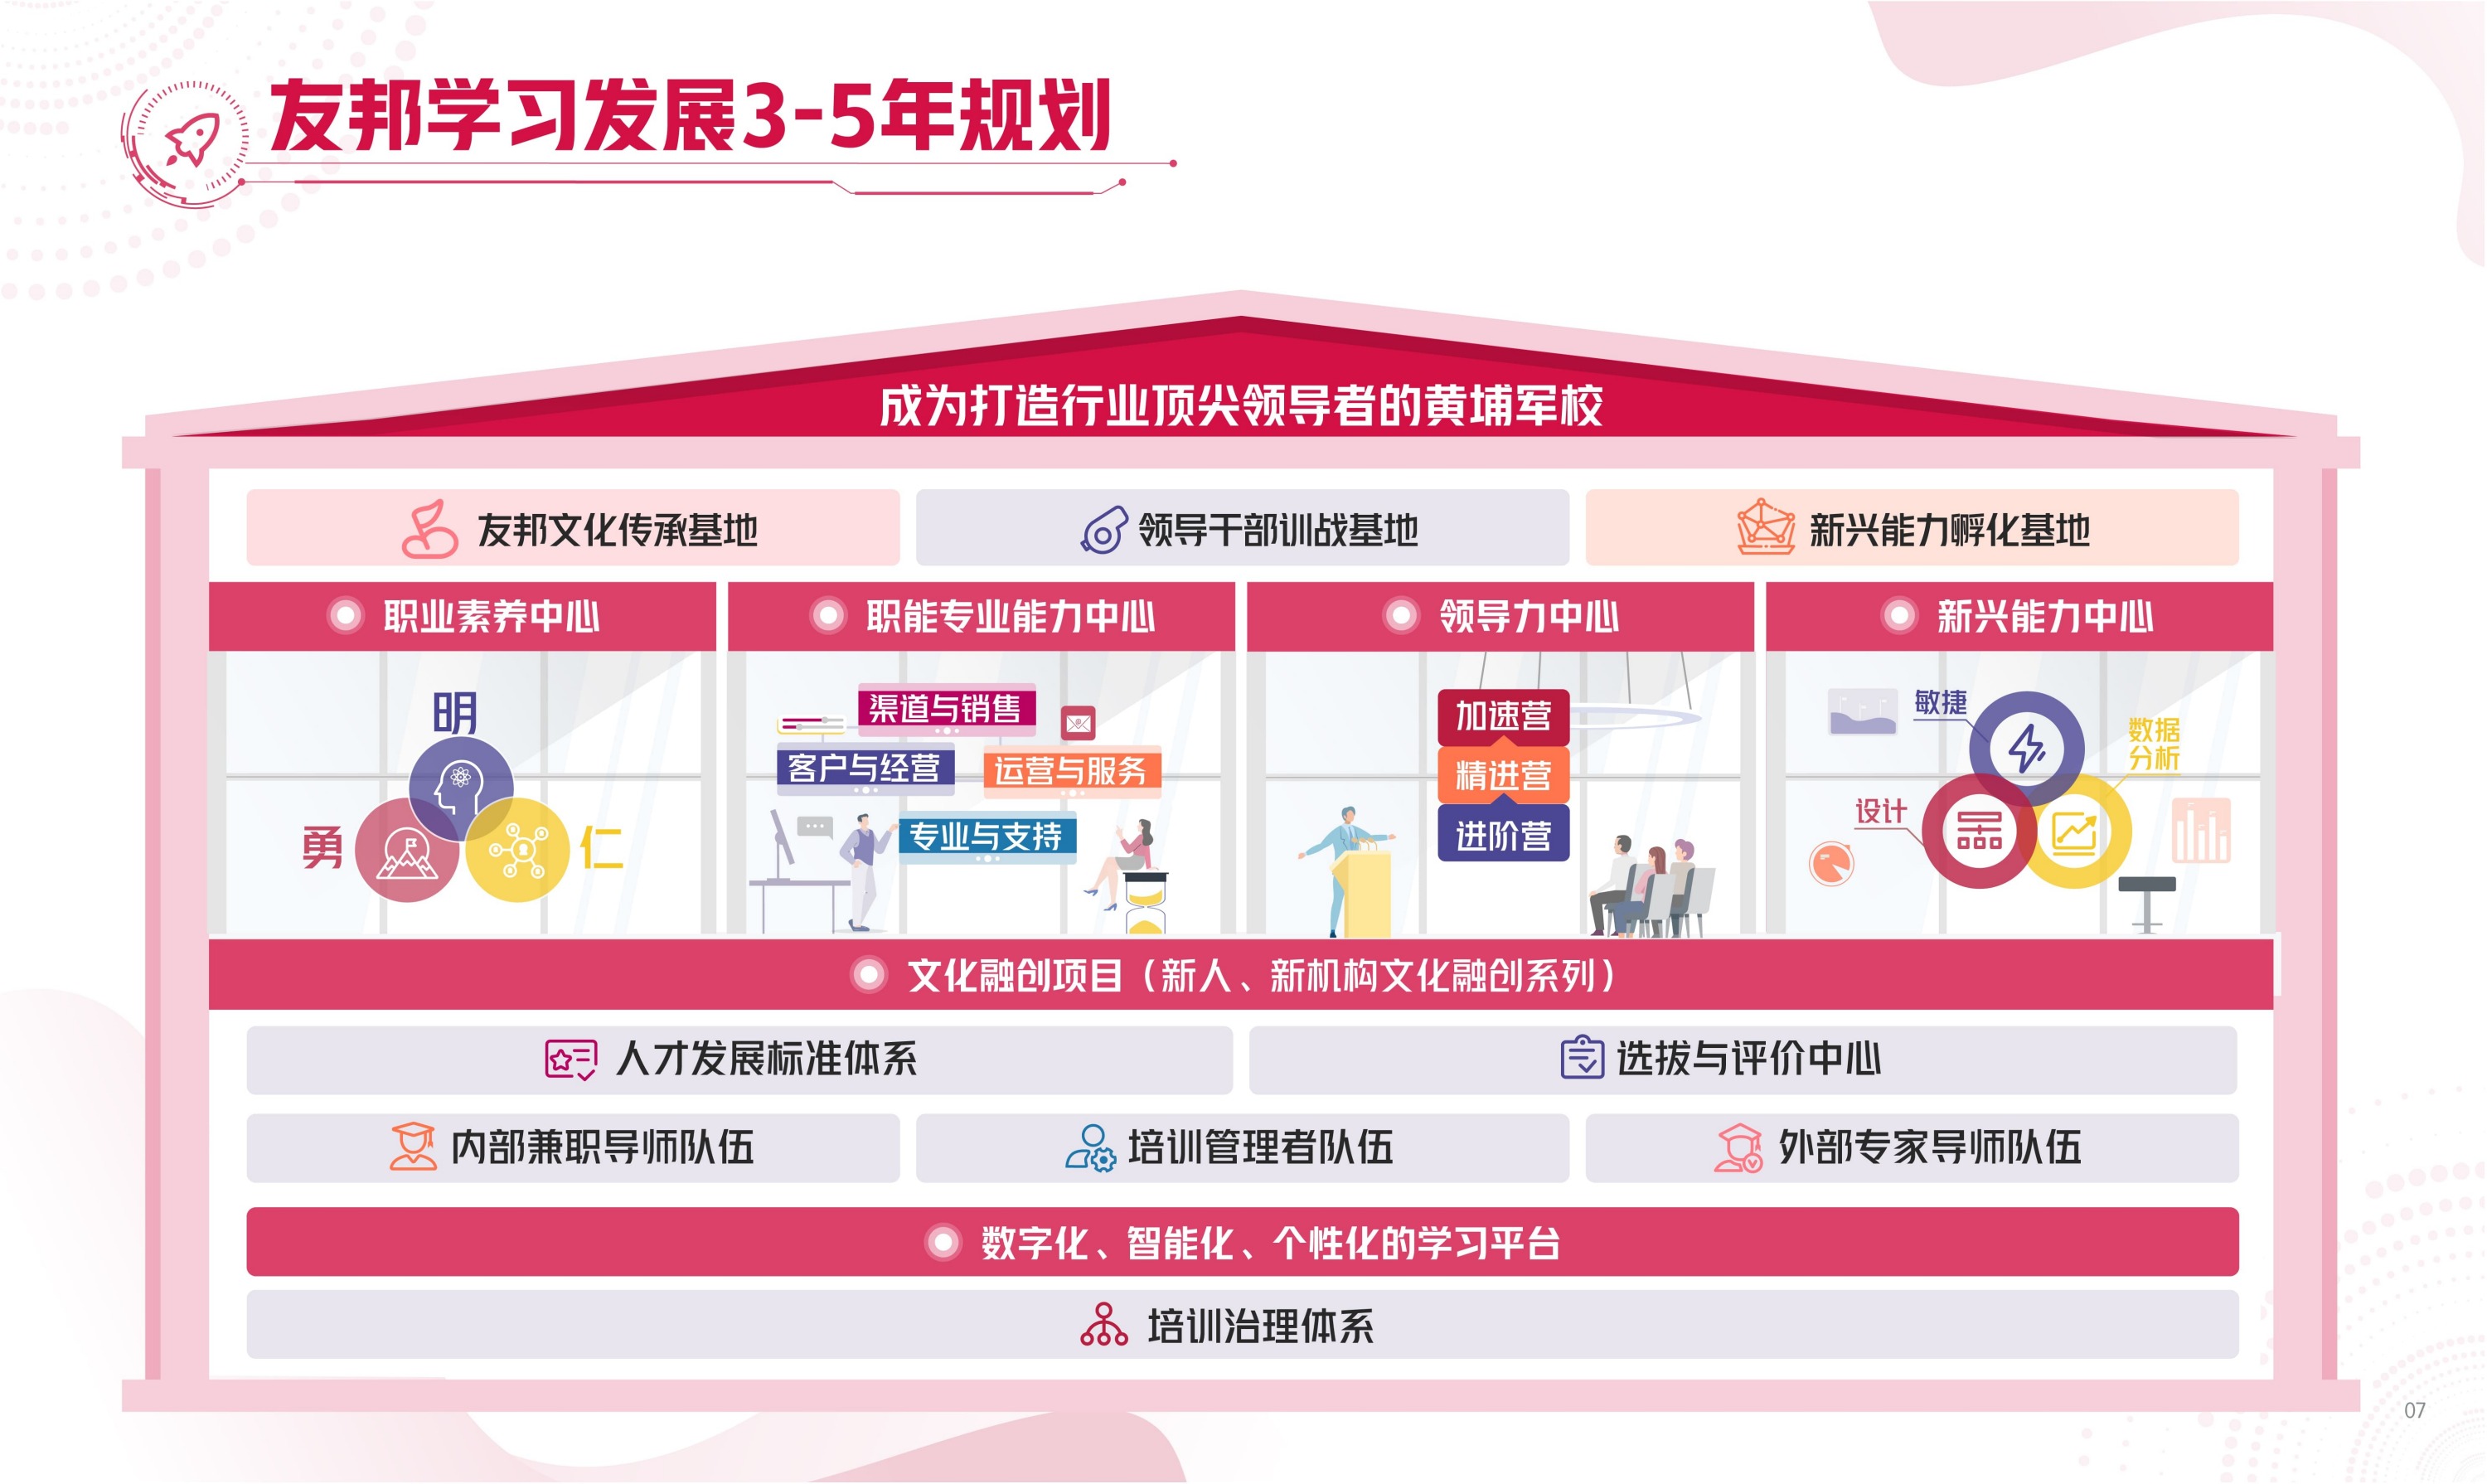 友邦学习发展3-5年规划
成为打造行业顶尖领导者的黄埔军校
友邦文化传承基地
领导干部训战基地
新兴能力孵化基地
职业素养中心
职能专业能力中心
领导力中心
新兴能力中心
明
勇
仁
渠道与销售
客户与经营
运营与服务
专业与支持
加速营
精进营
进阶营
敏捷
数据
分析
设计
文化融创项目（新人、新机构文化融创系列）
人才发展标准体系
选拔与评价中心
内部兼职导师队伍
培训管理者队伍
外部专家导师队伍
数字化、智能化、个性化的学习平台
培训治理体系
07